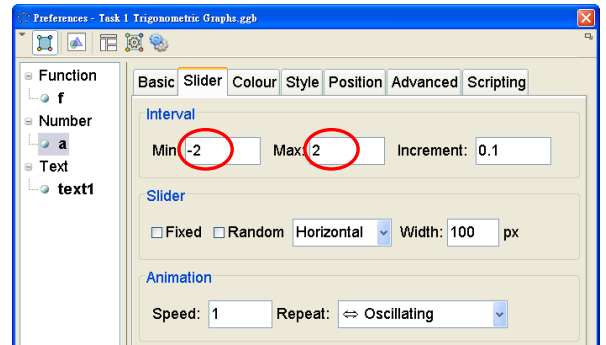 Preferences - Task 1 Trigonometric Graphs.ggb
Function
f
Number
a
Text
text1
Basic Slider Colour Style Position Advanced Scripting
Interval
Min: -2 Max: 2 Increment: 0.1
Slider
Fixed Random Horizontal Width: 100 px
Animation
Speed: 1 Repeat: ⇔ Oscillating